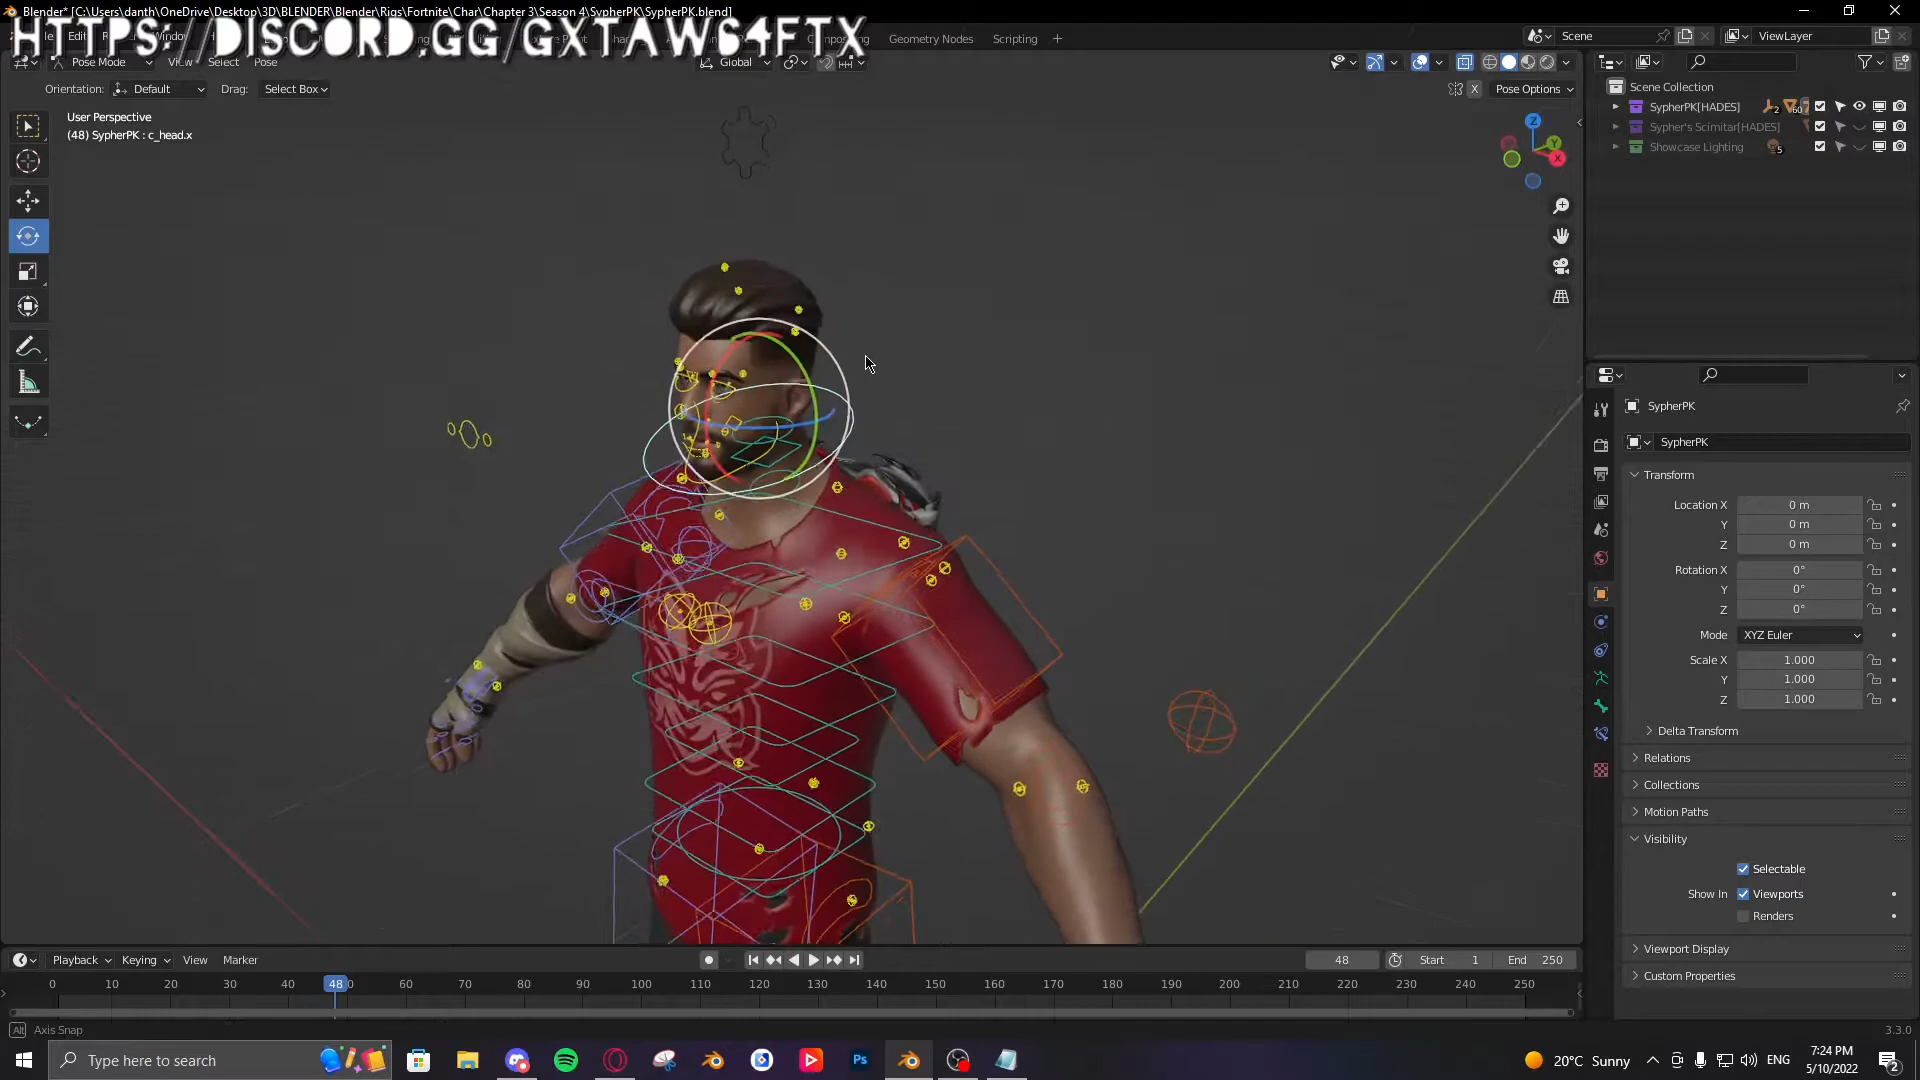 Blender* [C:\Users\danth\OneDrive\Desktop\3D\BLENDER\Blender\Rigs\Fortnite\Char\Chapter 3\Season 4\SypherPK\SypherPK.blend]
HTTPS://DISCORD.GG/GXTAW64FTX
Geometry Nodes
Scripting
Scene
ViewLayer
Pose Mode
Select
Pose
Global
Orientation:
Default
Drag:
Select Box
X
Pose Options
User Perspective
(48) SypherPK : c_head.x
Z
Y
X
Scene Collection
SypherPK[HADES]
2
60
Sypher's Scimitar[HADES]
Showcase Lighting
5
SypherPK
SypherPK
Transform
Location X
0 m
Y
0 m
Z
0 m
Rotation X
0°
Y
0°
Z
0°
Mode
XYZ Euler
Scale X
1.000
Y
1.000
Z
1.000
Delta Transform
Relations
Collections
Motion Paths
Visibility
Selectable
Show In
Viewports
Renders
Viewport Display
Custom Properties
Playback
Keying
View
Marker
48
Start
1
End
250
0 10 20 30 40 48 60 70 80 90 100 110 120 130 140 150 160 170 180 190 200 210 220 230 240 250
Alt
Axis Snap
3.3.0
Type here to search
Ps
20°C Sunny
ENG
7:24 PM
5/10/2022
2